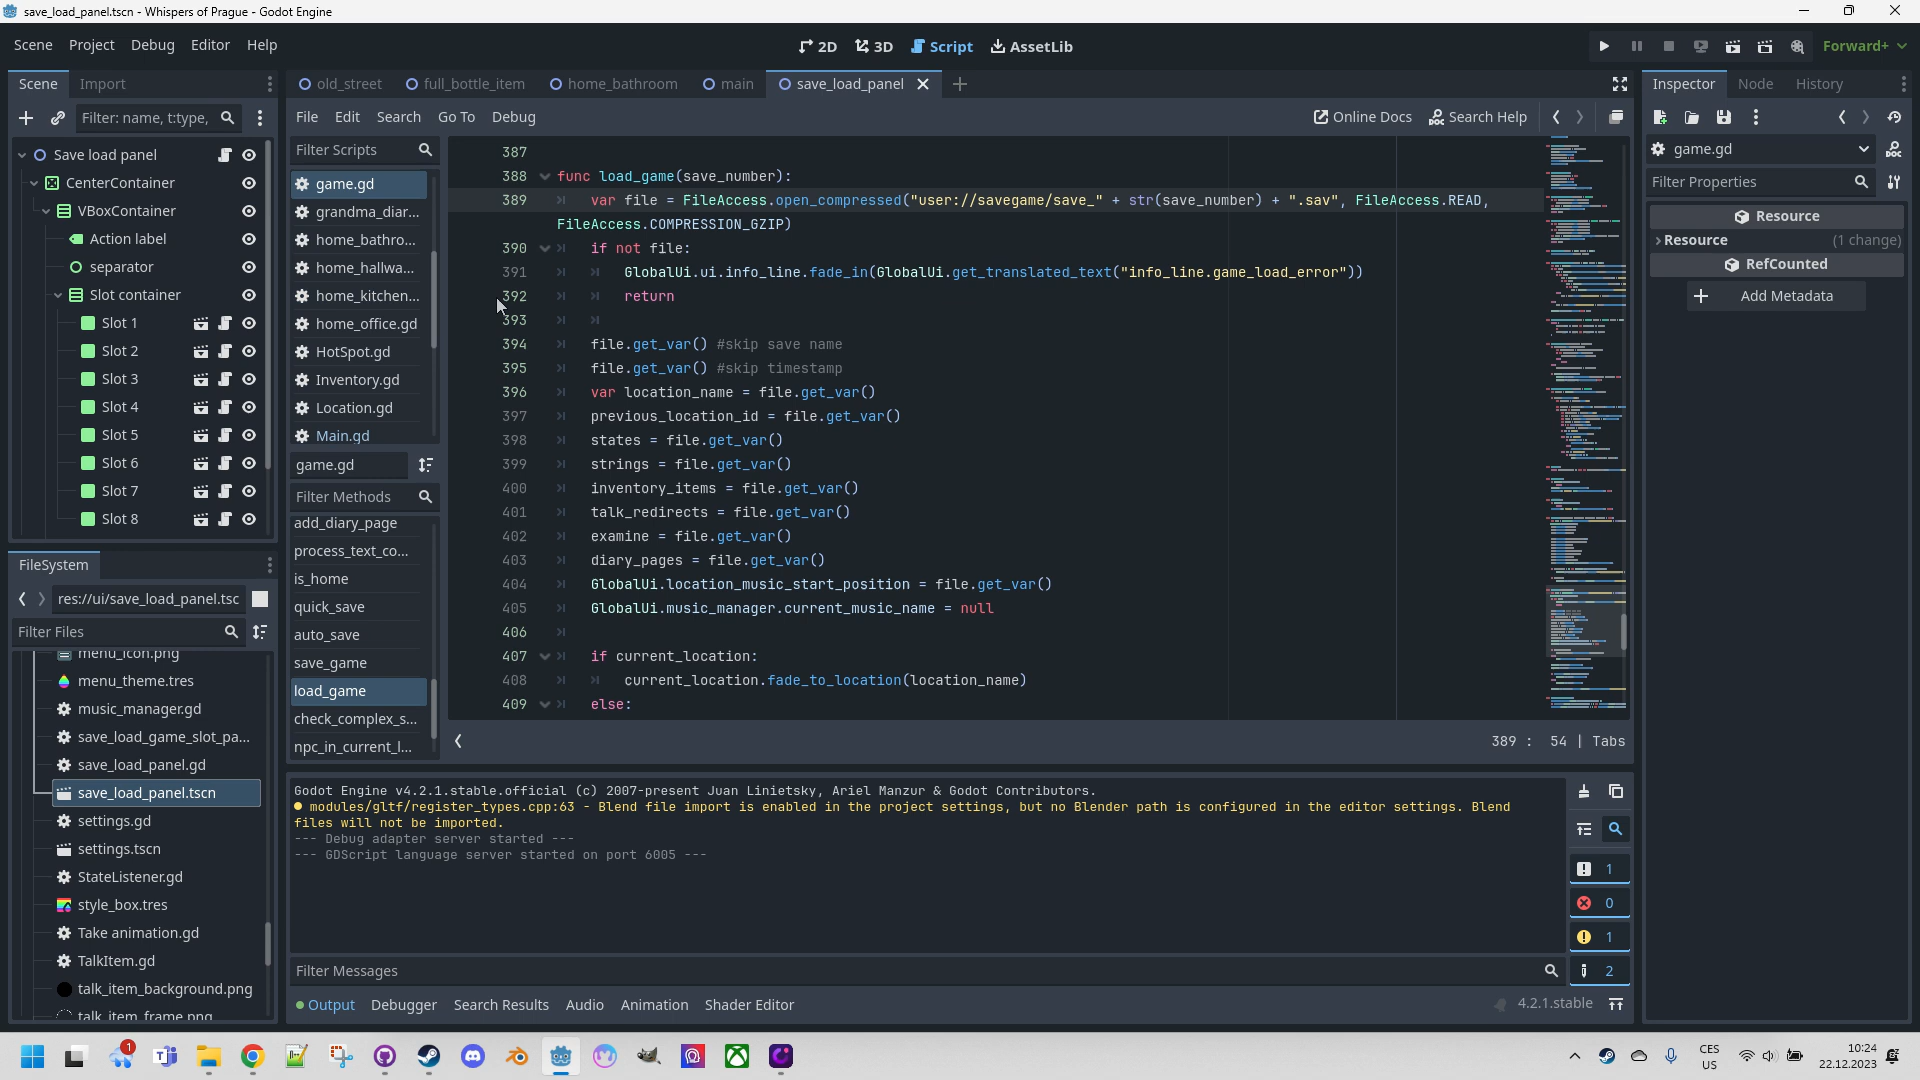 save_load_panel.tscn - Whispers of Prague - Godot Engine
Scene Project Debug Editor Help
2D 3D Script AssetLib
Forward+
Scene Import
Filter: name, t:type,
Save load panel
CenterContainer
VBoxContainer
Action label
separator
Slot container
Slot 1
Slot 2
Slot 3
Slot 4
Slot 5
Slot 6
Slot 7
Slot 8
FileSystem
res://ui/save_load_panel.tsc
Filter Files
menu_icon.png
menu_theme.tres
music_manager.gd
save_load_game_slot_pa...
save_load_panel.gd
save_load_panel.tscn
settings.gd
settings.tscn
StateListener.gd
style_box.tres
Take animation.gd
TalkItem.gd
talk_item_background.png
talk_item_frame.png
old_street full_bottle_item home_bathroom main save_load_panel
File Edit Search Go To Debug
Online Docs Search Help
Filter Scripts
game.gd
grandma_diar...
home_bathro...
home_hallwa...
home_kitchen...
home_office.gd
HotSpot.gd
Inventory.gd
Location.gd
Main.gd
game.gd
Filter Methods
add_diary_page
process_text_co...
is_home
quick_save
auto_save
save_game
load_game
check_complex_s...
npc_in_current_l...
387
388 func load_game(save_number):
389 var file = FileAccess.open_compressed("user://savegame/save_" + str(save_number) + ".sav", FileAccess.READ,
FileAccess.COMPRESSION_GZIP)
390 if not file:
391 GlobalUi.ui.info_line.fade_in(GlobalUi.get_translated_text("info_line.game_load_error"))
392 return
393
394 file.get_var() #skip save name
395 file.get_var() #skip timestamp
396 var location_name = file.get_var()
397 previous_location_id = file.get_var()
398 states = file.get_var()
399 strings = file.get_var()
400 inventory_items = file.get_var()
401 talk_redirects = file.get_var()
402 examine = file.get_var()
403 diary_pages = file.get_var()
404 GlobalUi.location_music_start_position = file.get_var()
405 GlobalUi.music_manager.current_music_name = null
406
407 if current_location:
408 current_location.fade_to_location(location_name)
409 else:
389 : 54 | Tabs
Godot Engine v4.2.1.stable.official (c) 2007-present Juan Linietsky, Ariel Manzur & Godot Contributors.
modules/gltf/register_types.cpp:63 - Blend file import is enabled in the project settings, but no Blender path is configured in the editor settings. Blend
files will not be imported.
--- Debug adapter server started ---
--- GDScript language server started on port 6005 ---
1
0
1
2
Filter Messages
Output Debugger Search Results Audio Animation Shader Editor
4.2.1.stable
Inspector Node History
game.gd
Filter Properties
Resource
Resource (1 change)
RefCounted
Add Metadata
1
CES
US
10:24
22.12.2023